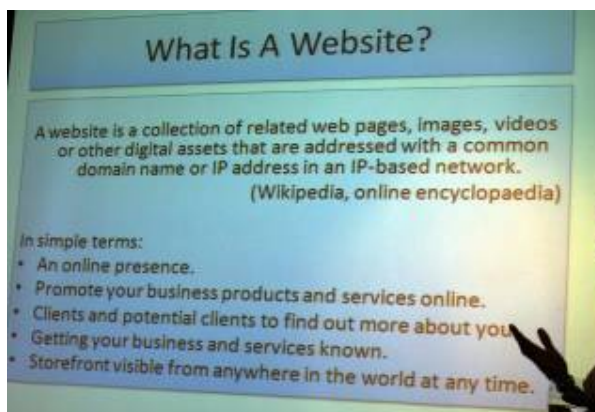 What Is A Website?
A website is a collection of related web pages, images, videos
or other digital assets that are addressed with a common
domain name or IP address in an IP-based network.
(Wikipedia, online encyclopaedia)
In simple terms:
• An online presence.
• Promote your business products and services online.
• Clients and potential clients to find out more about you
• Getting your business and services known.
• Storefront visible from anywhere in the world at any time.